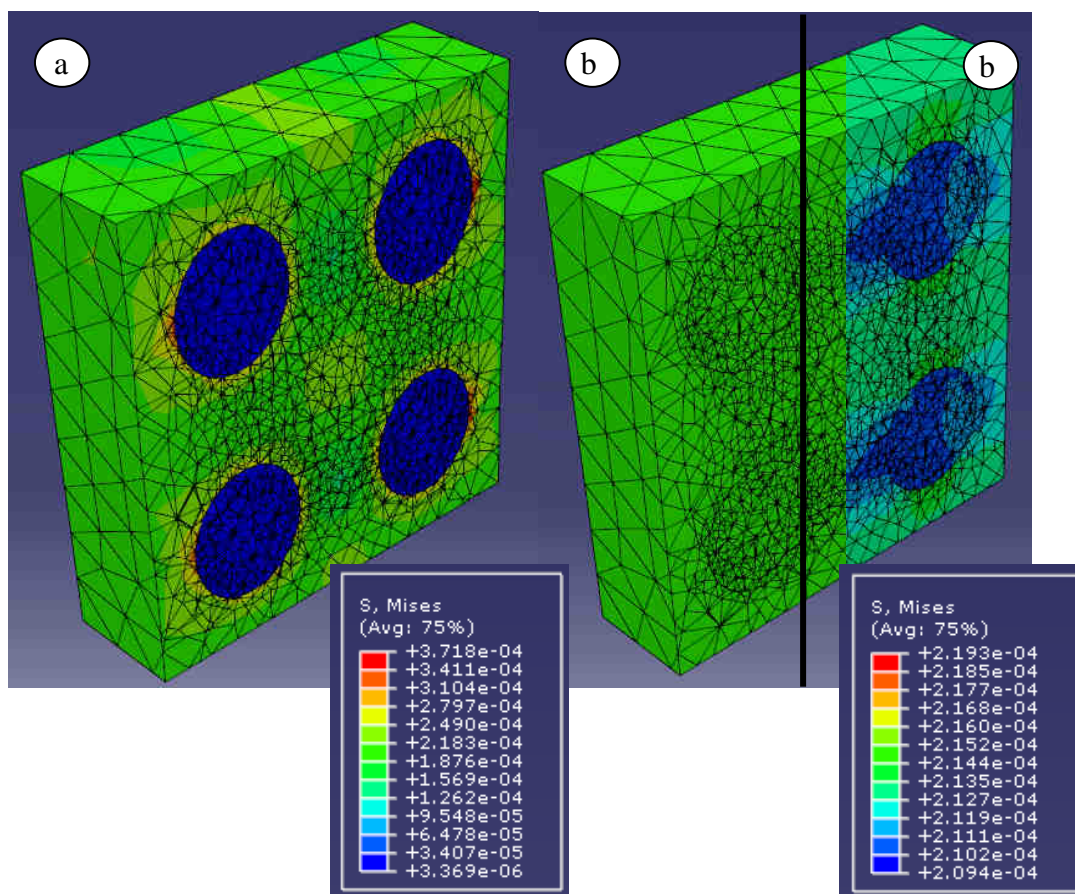 a
b
b
S, Mises
(Avg: 75%)
+3.718e-04
+3.411e-04
+3.104e-04
+2.797e-04
+2.490e-04
+2.183e-04
+1.876e-04
+1.569e-04
+1.262e-04
+9.548e-05
+6.478e-05
+3.407e-05
+3.369e-06
S, Mises
(Avg: 75%)
+2.193e-04
+2.185e-04
+2.177e-04
+2.168e-04
+2.160e-04
+2.152e-04
+2.144e-04
+2.135e-04
+2.127e-04
+2.119e-04
+2.111e-04
+2.102e-04
+2.094e-04